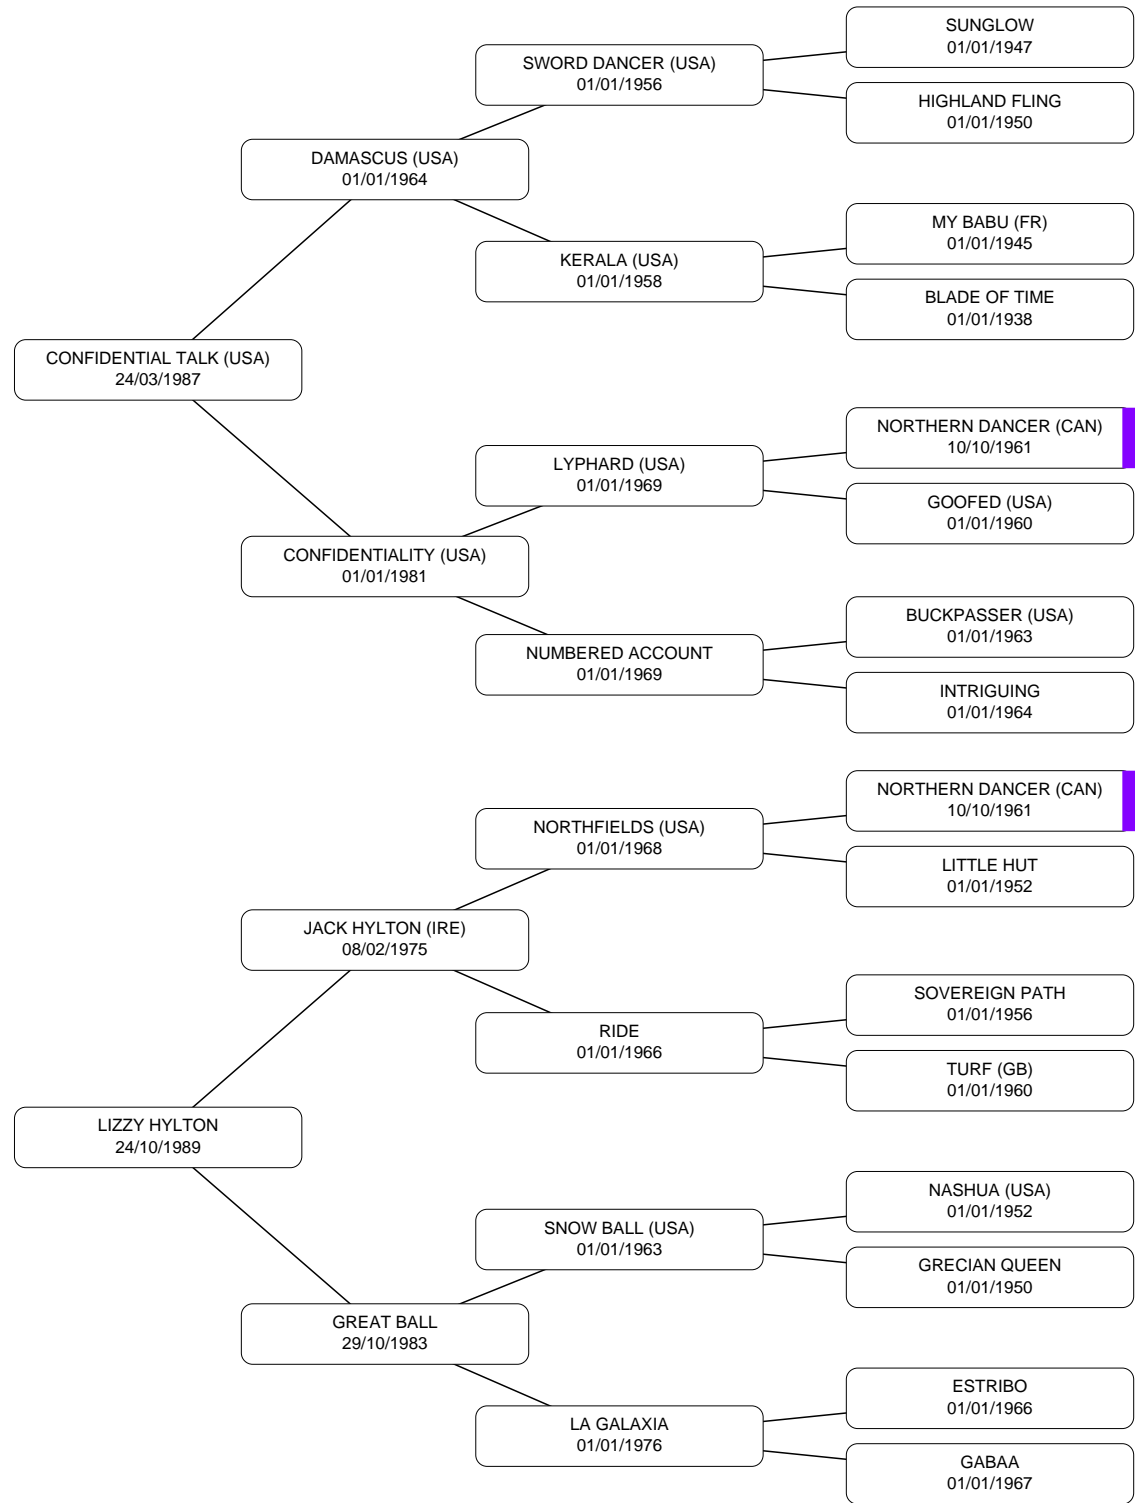 SUNGLOW
01/01/1947
SWORD DANCER (USA)
01/01/1956
HIGHLAND FLING
01/01/1950
DAMASCUS (USA)
01/01/1964
MY BABU (FR)
01/01/1945
KERALA (USA)
01/01/1958
BLADE OF TIME
01/01/1938
CONFIDENTIAL TALK (USA)
24/03/1987
NORTHERN DANCER (CAN)
10/10/1961
LYPHARD (USA)
01/01/1969
GOOFED (USA)
01/01/1960
CONFIDENTIALITY (USA)
01/01/1981
BUCKPASSER (USA)
01/01/1963
NUMBERED ACCOUNT
01/01/1969
INTRIGUING
01/01/1964
NORTHERN DANCER (CAN)
10/10/1961
NORTHFIELDS (USA)
01/01/1968
LITTLE HUT
01/01/1952
JACK HYLTON (IRE)
08/02/1975
SOVEREIGN PATH
01/01/1956
RIDE
01/01/1966
TURF (GB)
01/01/1960
LIZZY HYLTON
24/10/1989
NASHUA (USA)
01/01/1952
SNOW BALL (USA)
01/01/1963
GRECIAN QUEEN
01/01/1950
GREAT BALL
29/10/1983
ESTRIBO
01/01/1966
LA GALAXIA
01/01/1976
GABAA
01/01/1967